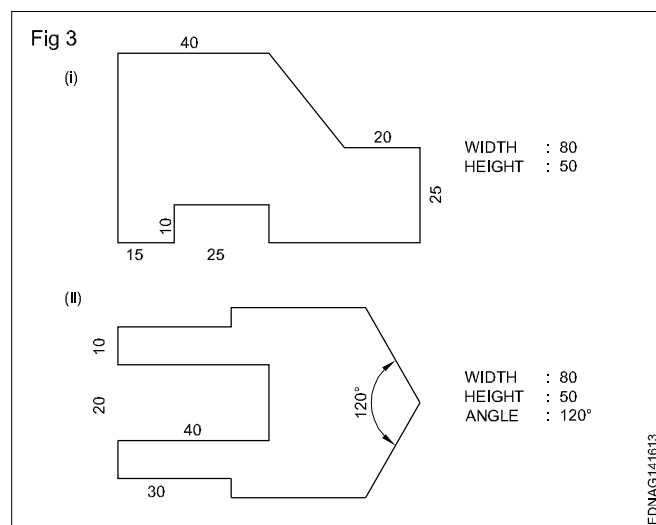 Fig 3
(i)
40
20
25
10
15
25
WIDTH : 80
HEIGHT : 50
(II)
10
20
40
30
120°
WIDTH : 80
HEIGHT : 50
ANGLE : 120°
EDNAG141613